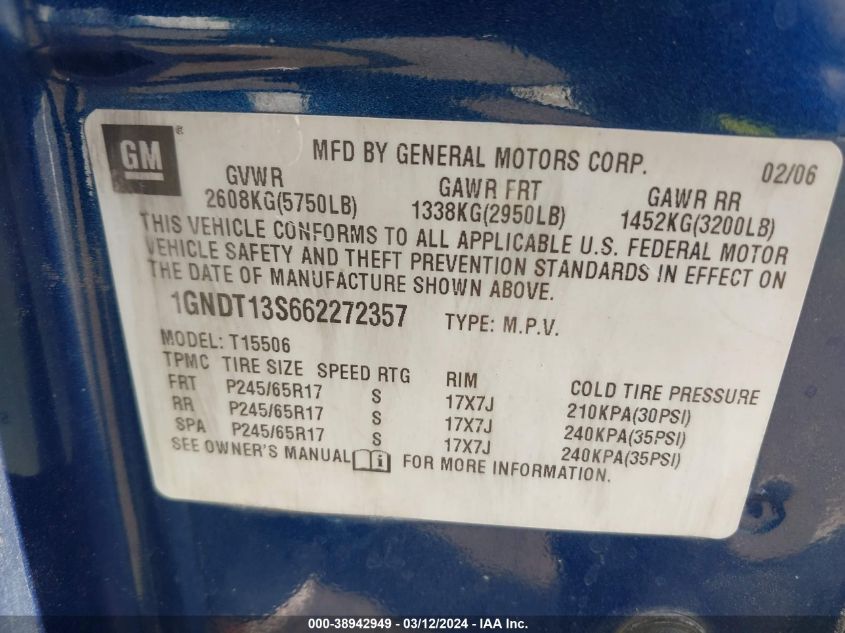 GM ®
MFD BY GENERAL MOTORS CORP. 02/06
GVWR GAWR FRT GAWR RR
2608KG(5750LB) 1338KG(2950LB) 1452KG(3200LB)
THIS VEHICLE CONFORMS TO ALL APPLICABLE U.S. FEDERAL MOTOR
VEHICLE SAFETY AND THEFT PREVENTION STANDARDS IN EFFECT ON
THE DATE OF MANUFACTURE SHOWN ABOVE.
1GNDT13S662272357 TYPE: M.P.V.
MODEL: T15506
TPMC TIRE SIZE SPEED RTG RIM COLD TIRE PRESSURE
FRT P245/65R17 S 17X7J 210KPA(30PSI)
RR P245/65R17 S 17X7J 240KPA(35PSI)
SPA P245/65R17 S 17X7J 240KPA(35PSI)
SEE OWNER'S MANUAL i FOR MORE INFORMATION.
000-38942949 - 03/12/2024 - IAA Inc.